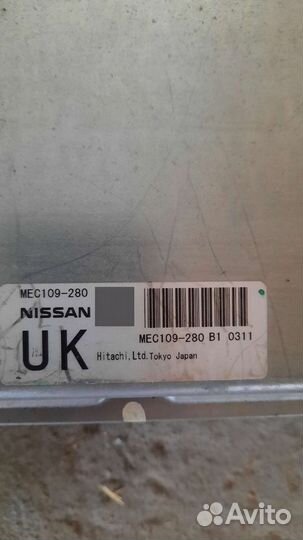 MEC109-280
NISSAN
UK
MEC109-280 B1 0311
Hitachi,Ltd.Tokyo Japan
Avito